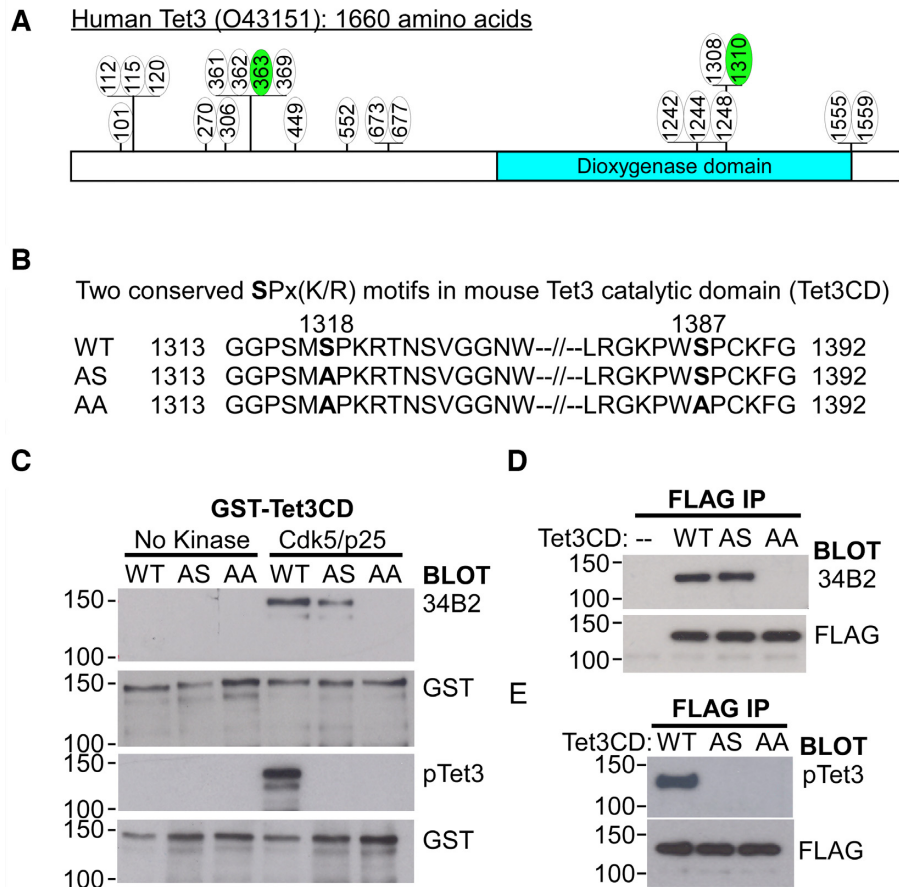 A
Human Tet3 (O43151): 1660 amino acids
112 115 120 361 362 363 369 1308 1310
101 270 306 449 552 673 677 1242 1244 1248 1555 1559
Dioxygenase domain
B
Two conserved SPx(K/R) motifs in mouse Tet3 catalytic domain (Tet3CD)
1318 1387
WT 1313 GGPSMSPKRTNSVGGNW--//--LRGKPWSPCKFG 1392
AS 1313 GGPSMAPKRTNSVGGNW--//--LRGKPWSPCKFG 1392
AA 1313 GGPSMAPKRTNSVGGNW--//--LRGKPWAPCKFG 1392
C
GST-Tet3CD
No Kinase Cdk5/p25
WT AS AA WT AS AA BLOT
150- 34B2
100-
150- GST
100-
150- pTet3
100-
150- GST
100-
D
FLAG IP
Tet3CD: -- WT AS AA BLOT
150- 34B2
100-
150- FLAG
100-
E
FLAG IP
Tet3CD: WT AS AA BLOT
150- pTet3
100-
150- FLAG
100-